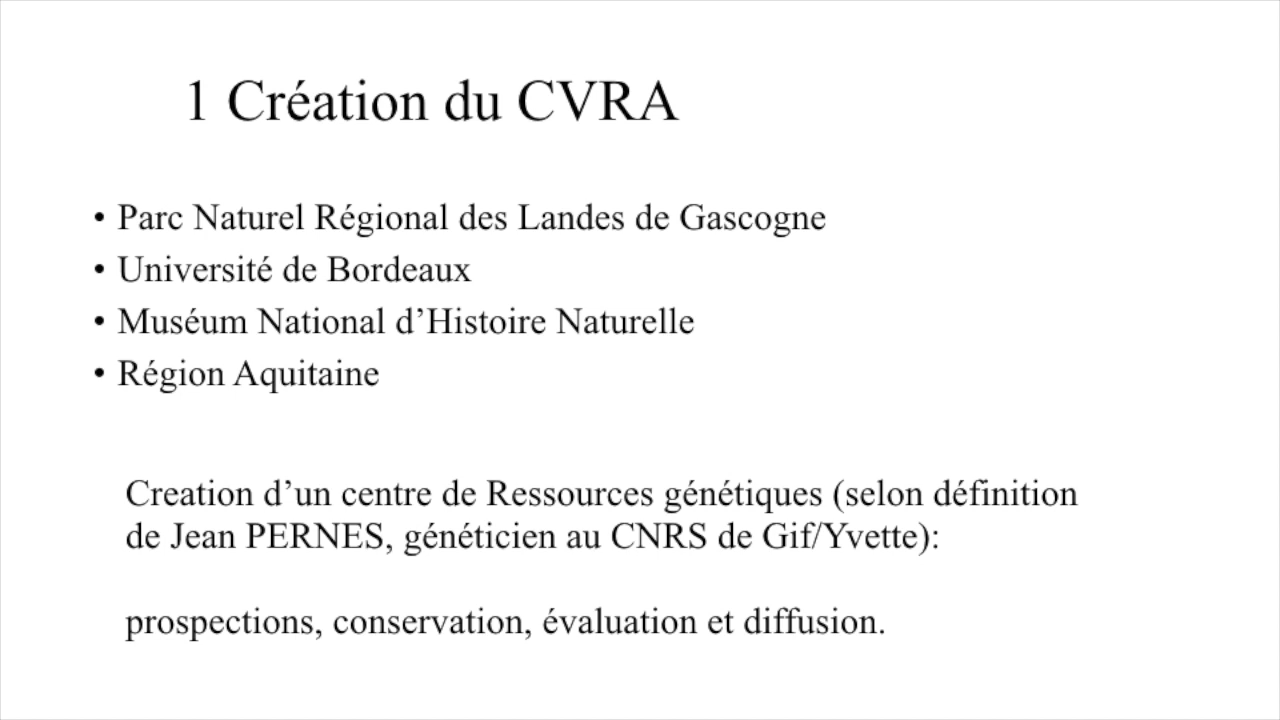 1 Création du CVRA
• Parc Naturel Régional des Landes de Gascogne
• Université de Bordeaux
• Muséum National d’Histoire Naturelle
• Région Aquitaine
Creation d’un centre de Ressources génétiques (selon définition
de Jean PERNES, généticien au CNRS de Gif/Yvette):
prospections, conservation, évaluation et diffusion.